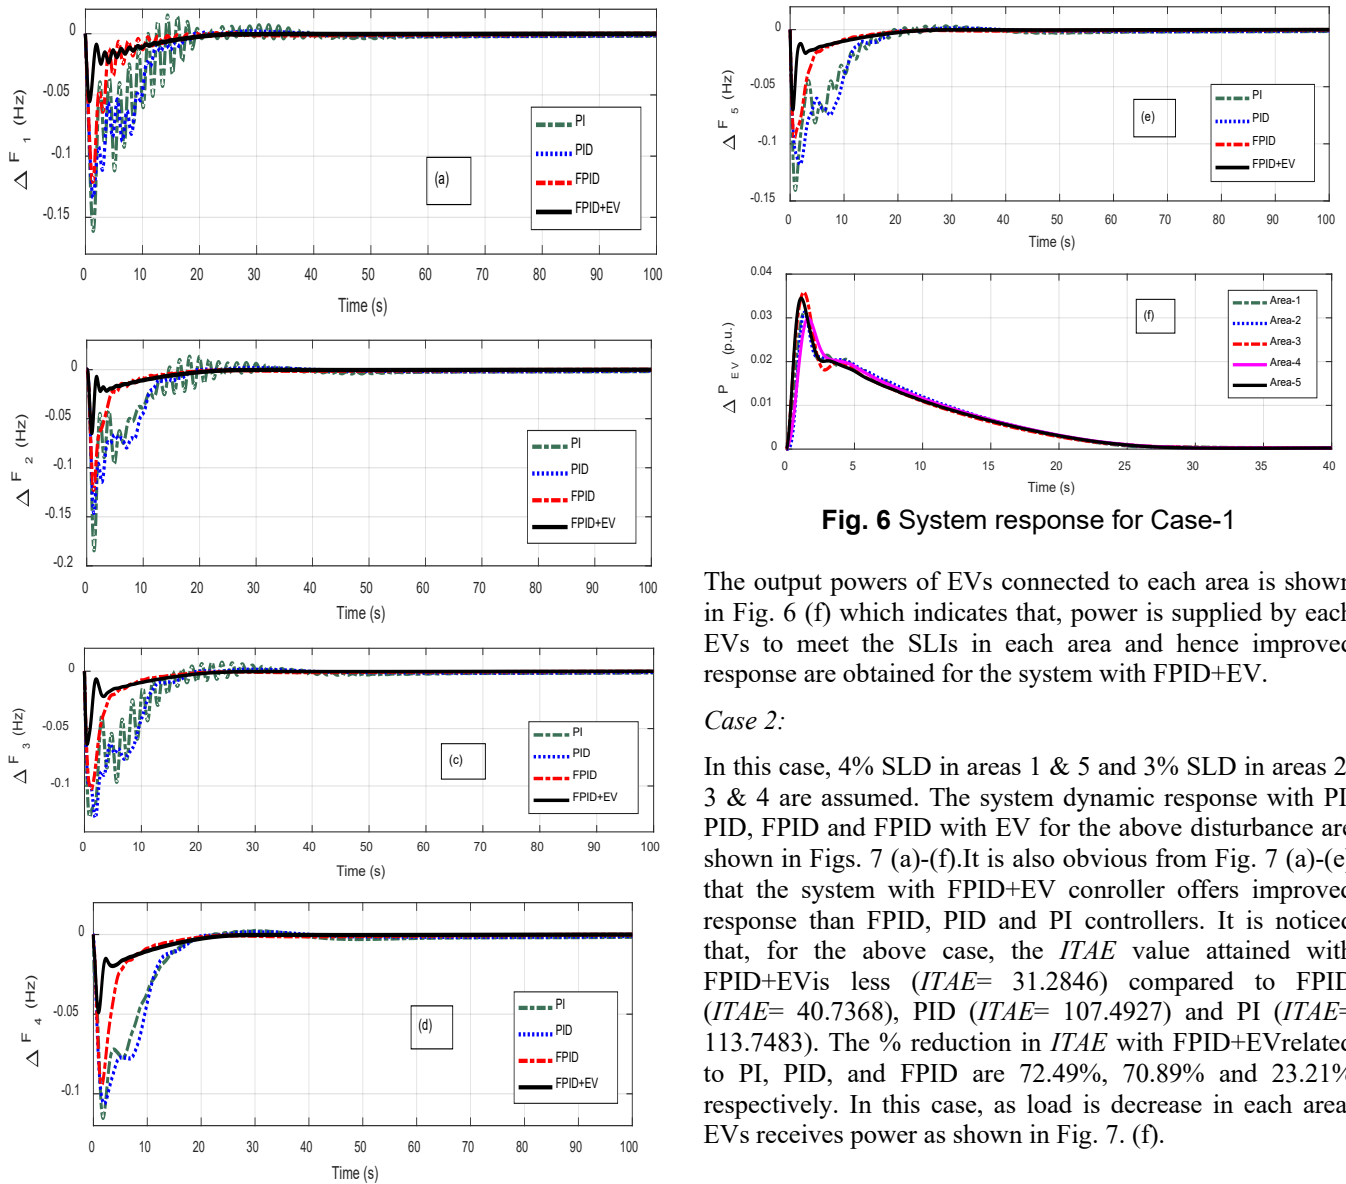 0
-0.05
-0.1
-0.15
Δ F 1 (Hz)
PI
PID
FPID
FPID+EV
(a)
0 10 20 30 40 50 60 70 80 90 100
Time (s)
0
-0.05
-0.1
-0.15
-0.2
Δ F 2 (Hz)
PI
PID
FPID
FPID+EV
0 10 20 30 40 50 60 70 80 90 100
Time (s)
0
-0.05
-0.1
Δ F 3 (Hz)
PI
PID
FPID
FPID+EV
(c)
0 10 20 30 40 50 60 70 80 90 100
Time (s)
0
-0.05
-0.1
Δ F 4 (Hz)
PI
PID
FPID
FPID+EV
(d)
0 10 20 30 40 50 60 70 80 90 100
Time (s)
0
-0.05
-0.1
-0.15
Δ F 5 (Hz)
PI
PID
FPID
FPID+EV
(e)
0 10 20 30 40 50 60 70 80 90 100
Time (s)
0.04
0.03
0.02
0.01
0
Δ P EV (p.u.)
Area-1
Area-2
Area-3
Area-4
Area-5
(f)
0 5 10 15 20 25 30 35 40
Time (s)
Fig. 6 System response for Case-1
The output powers of EVs connected to each area is shown
in Fig. 6 (f) which indicates that, power is supplied by each
EVs to meet the SLIs in each area and hence improved
response are obtained for the system with FPID+EV.
Case 2:
In this case, 4% SLD in areas 1 & 5 and 3% SLD in areas 2
3 & 4 are assumed. The system dynamic response with PI
PID, FPID and FPID with EV for the above disturbance are
shown in Figs. 7 (a)-(f).It is also obvious from Fig. 7 (a)-(e)
that the system with FPID+EV conroller offers improved
response than FPID, PID and PI controllers. It is noticed
that, for the above case, the ITAE value attained with
FPID+EVis less (ITAE= 31.2846) compared to FPID
(ITAE= 40.7368), PID (ITAE= 107.4927) and PI (ITAE=
113.7483). The % reduction in ITAE with FPID+EVrelated
to PI, PID, and FPID are 72.49%, 70.89% and 23.21%
respectively. In this case, as load is decrease in each area
EVs receives power as shown in Fig. 7. (f).